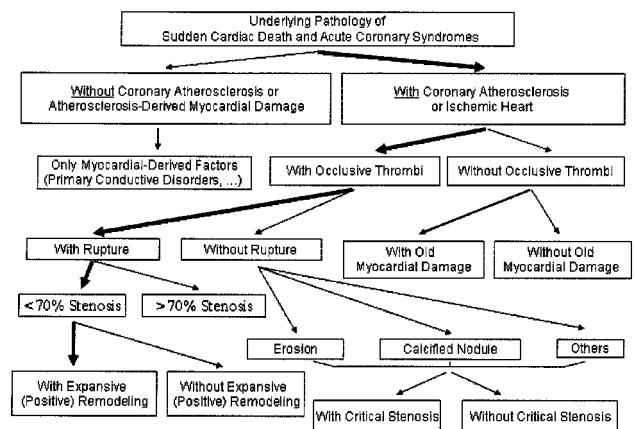 Underlying Pathology of
Sudden Cardiac Death and Acute Coronary Syndromes
Without Coronary Atherosclerosis or
Atherosclerosis-Derived Myocardial Damage
With Coronary Atherosclerosis
or Ischemic Heart
Only Myocardial-Derived Factors
(Primary Conductive Disorders, ...)
With Occlusive Thrombi
Without Occlusive Thrombi
With Rupture
Without Rupture
With Old
Myocardial Damage
Without Old
Myocardial Damage
<70% Stenosis
>70% Stenosis
Erosion
Calcified Nodule
Others
With Expansive
(Positive) Remodeling
Without Expansive
(Positive) Remodeling
With Critical Stenosis
Without Critical Stenosis